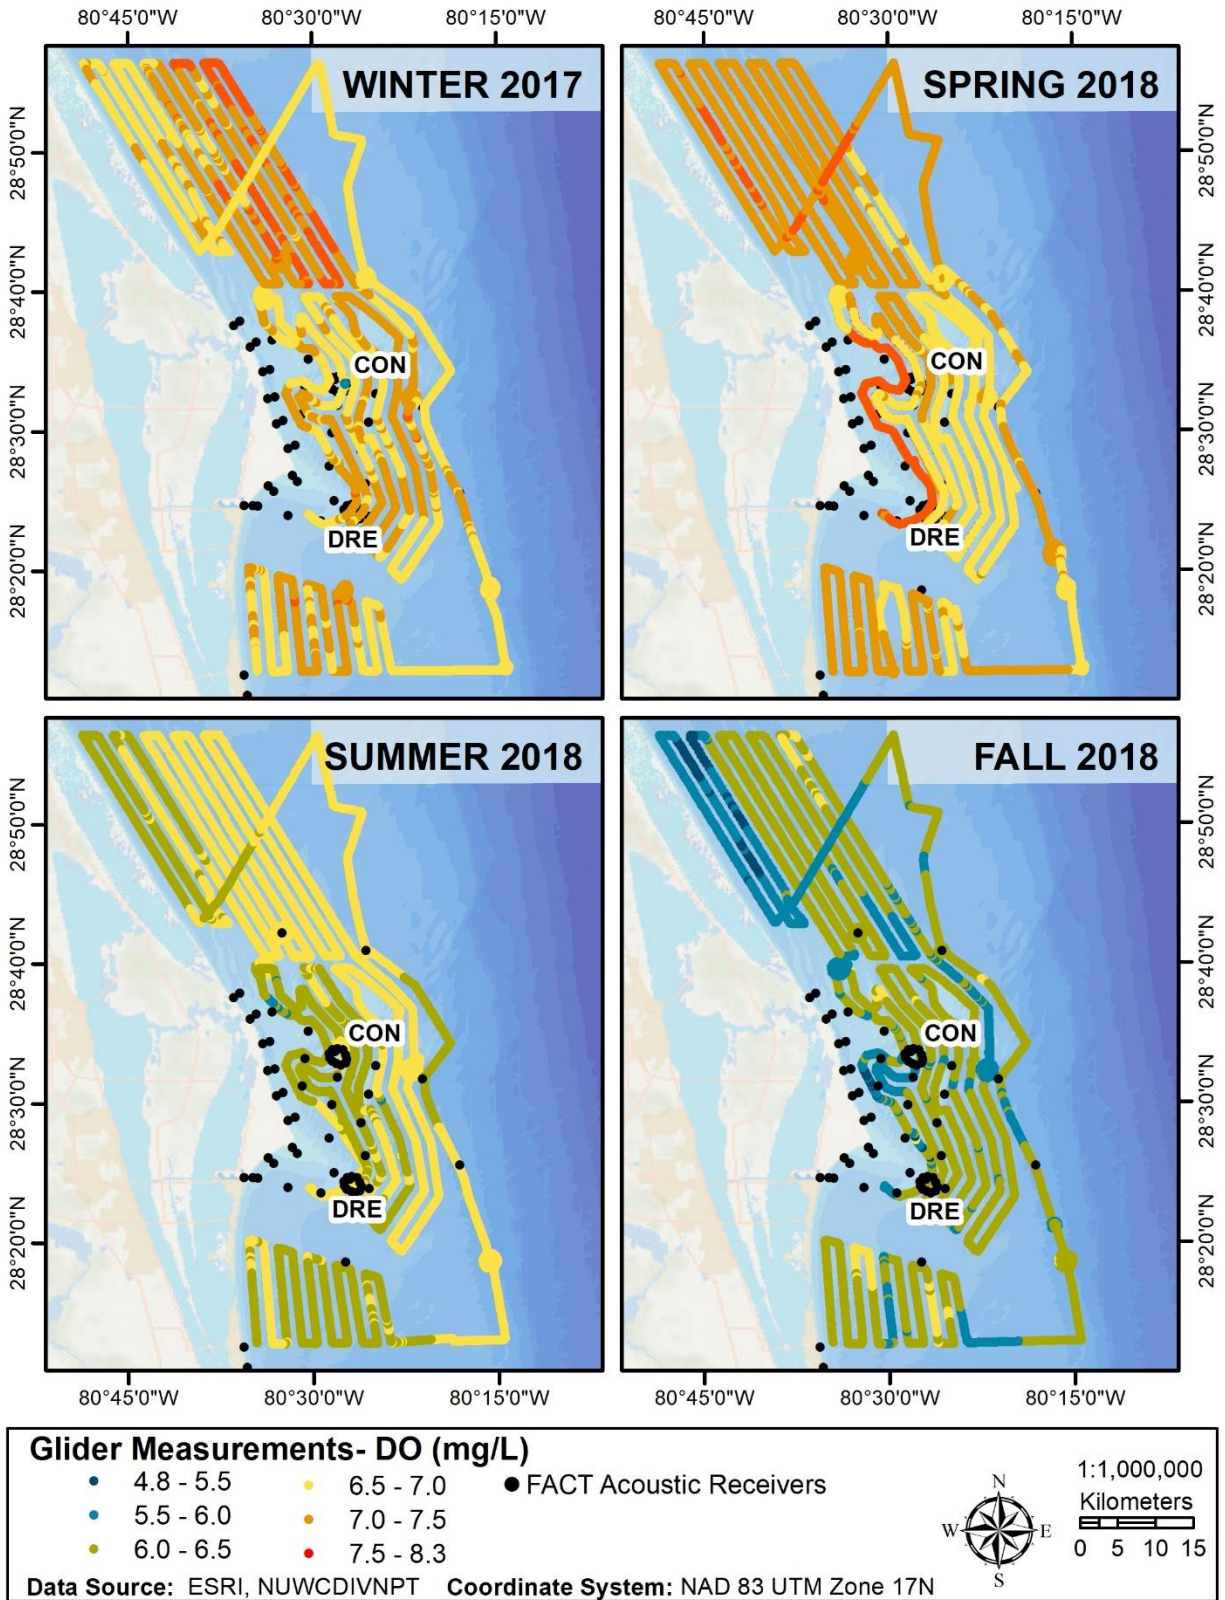 80°45'0"W 80°30'0"W 80°15'0"W 80°45'0"W 80°30'0"W 80°15'0"W
WINTER 2017
SPRING 2018
28°50'0"N
28°40'0"N
28°30'0"N
28°20'0"N
CON
DRE
CON
DRE
28°50'0"N
28°40'0"N
28°30'0"N
28°20'0"N
SUMMER 2018
FALL 2018
28°50'0"N
28°40'0"N
28°30'0"N
28°20'0"N
CON
DRE
CON
DRE
28°50'0"N
28°40'0"N
28°30'0"N
28°20'0"N
80°45'0"W 80°30'0"W 80°15'0"W 80°45'0"W 80°30'0"W 80°15'0"W
Glider Measurements- DO (mg/L)
4.8 - 5.5
5.5 - 6.0
6.0 - 6.5
6.5 - 7.0
7.0 - 7.5
7.5 - 8.3
FACT Acoustic Receivers
N
W E
S
1:1,000,000
Kilometers
0 5 10 15
Data Source: ESRI, NUWCDIVNPT Coordinate System: NAD 83 UTM Zone 17N